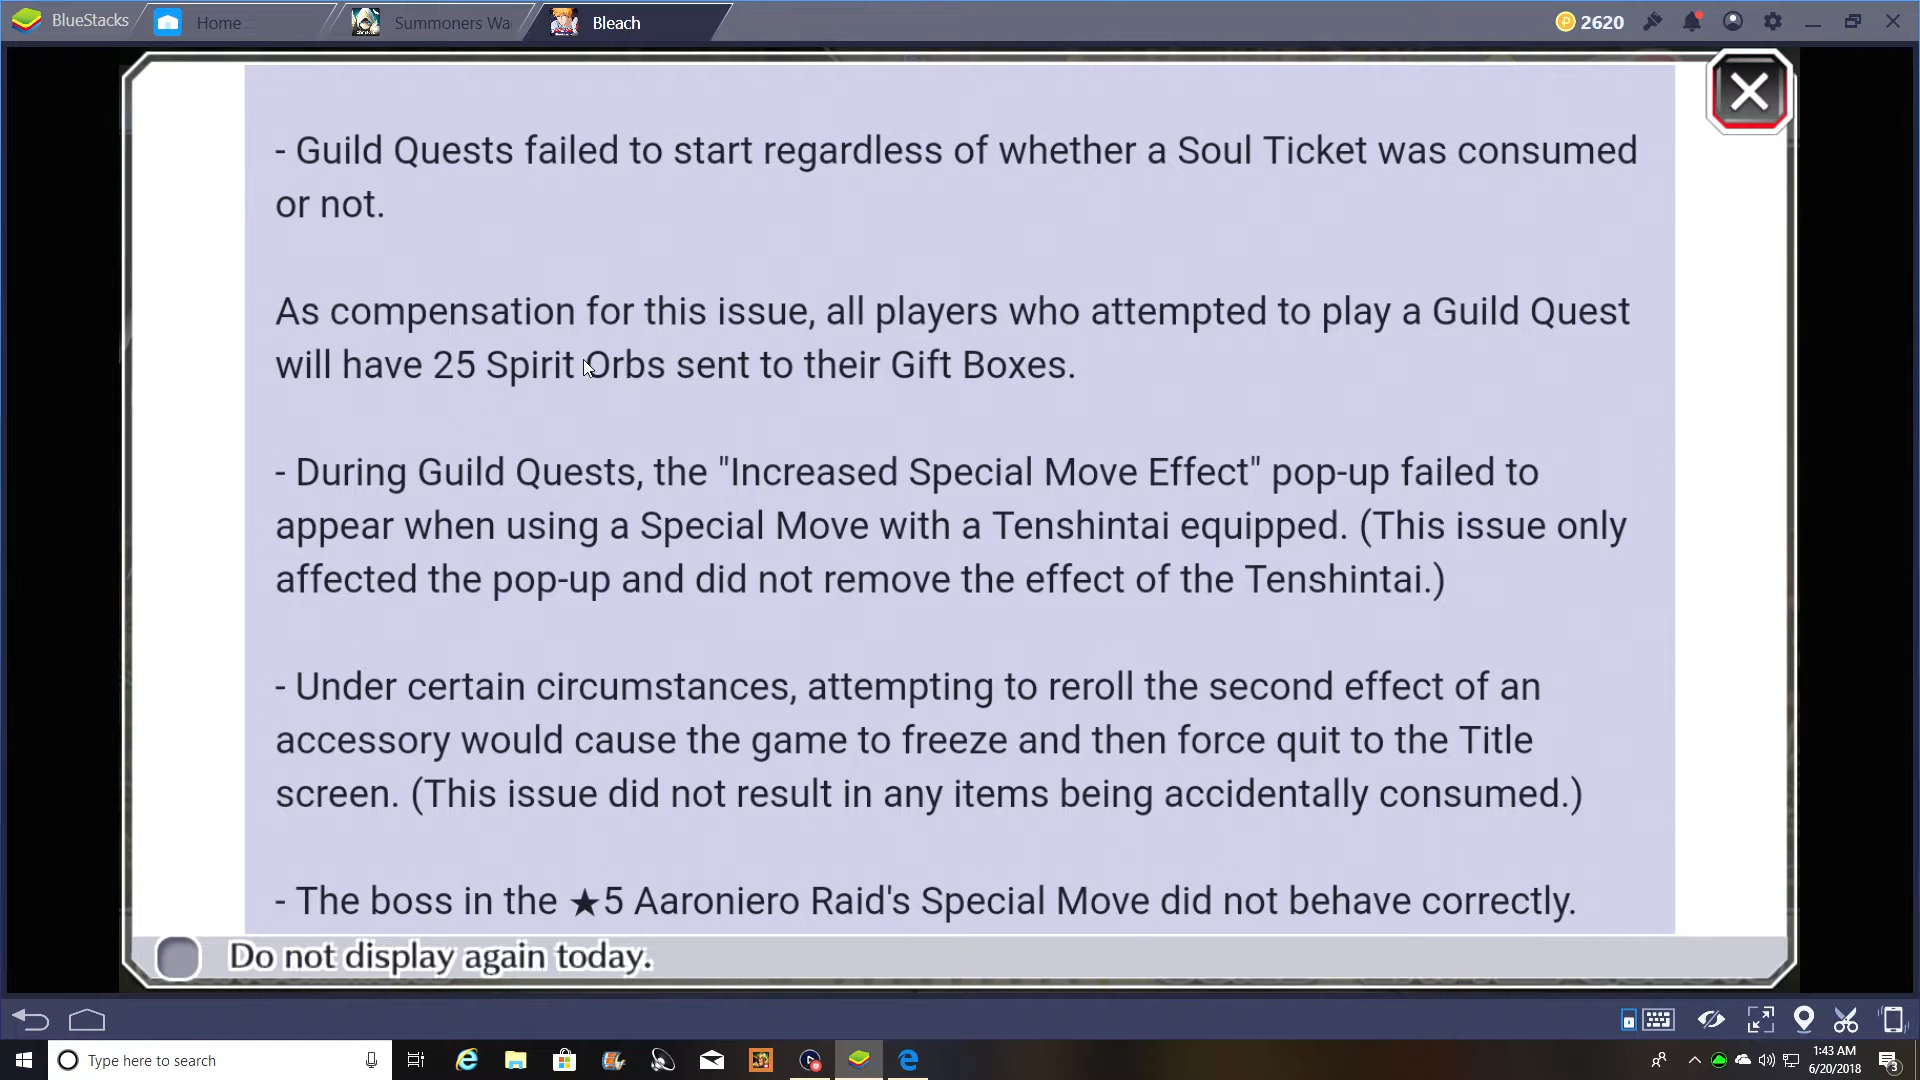 BlueStacks
Home
Summoners Wa
Bleach
2620
- Guild Quests failed to start regardless of whether a Soul Ticket was consumed
or not.
As compensation for this issue, all players who attempted to play a Guild Quest
will have 25 Spirit Orbs sent to their Gift Boxes.
- During Guild Quests, the "Increased Special Move Effect" pop-up failed to
appear when using a Special Move with a Tenshintai equipped. (This issue only
affected the pop-up and did not remove the effect of the Tenshintai.)
- Under certain circumstances, attempting to reroll the second effect of an
accessory would cause the game to freeze and then force quit to the Title
screen. (This issue did not result in any items being accidentally consumed.)
- The boss in the ★5 Aaroniero Raid's Special Move did not behave correctly.
Do not display again today.
Type here to search
1:43 AM
6/20/2018
3